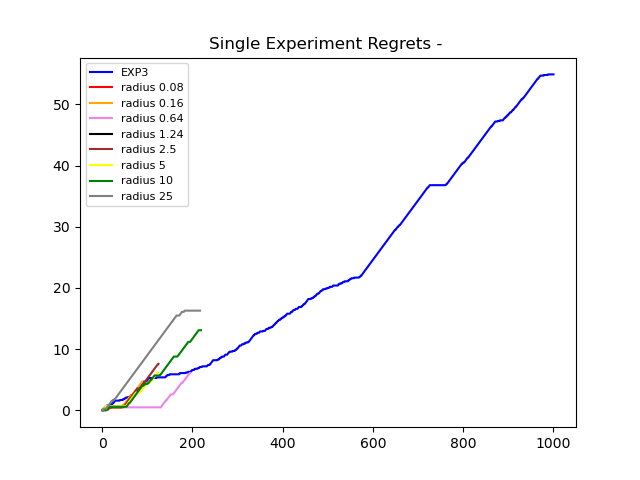 Single Experiment Regrets -
EXP3
radius 0.08
radius 0.16
radius 0.64
radius 1.24
radius 2.5
radius 5
radius 10
radius 25
50
40
30
20
10
0
0 200 400 600 800 1000